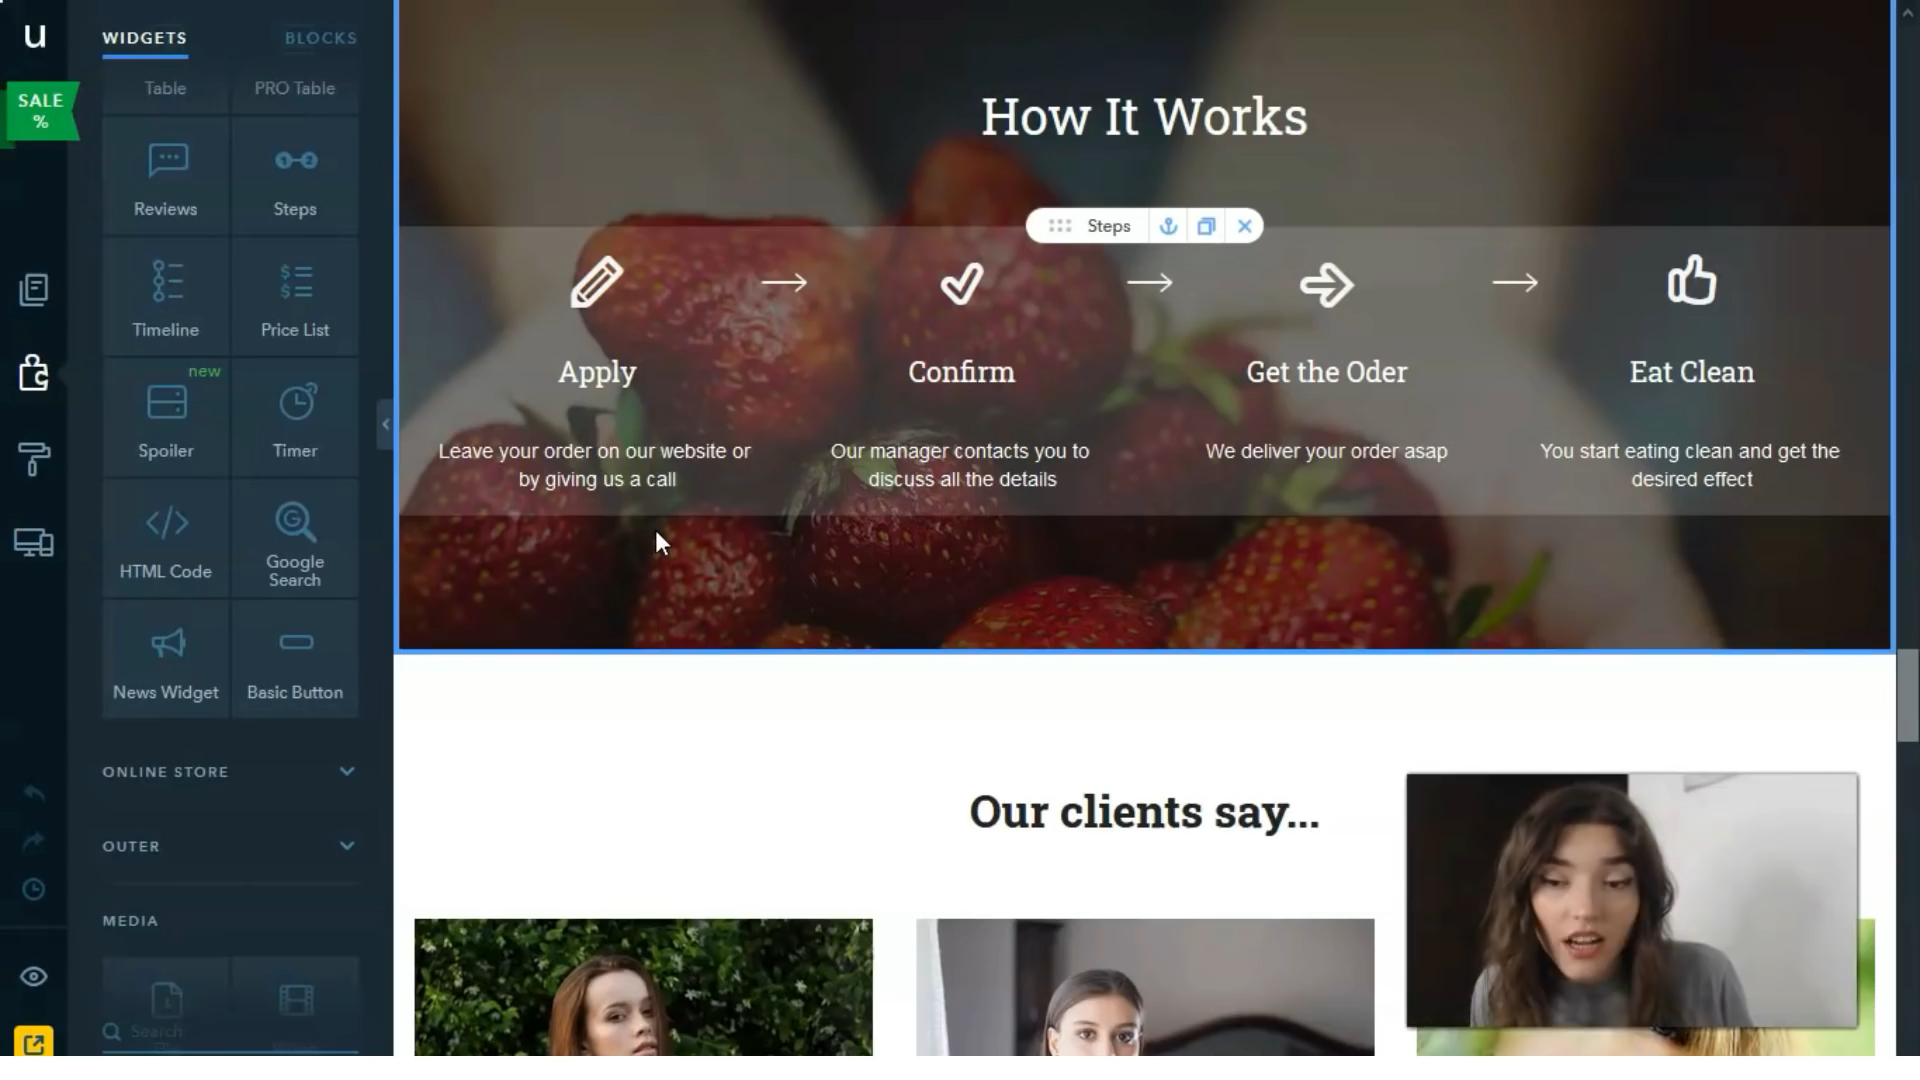 u
WIDGETS
BLOCKS
SALE
%
Table
PRO Table
Reviews
Steps
Timeline
Price List
new
Spoiler
Timer
HTML Code
Google
Search
News Widget
Basic Button
ONLINE STORE
OUTER
MEDIA
Search
How It Works
Steps
Apply
Confirm
Get the Oder
Eat Clean
Leave your order on our website or
by giving us a call
Our manager contacts you to
discuss all the details
We deliver your order asap
You start eating clean and get the
desired effect
Our clients say...